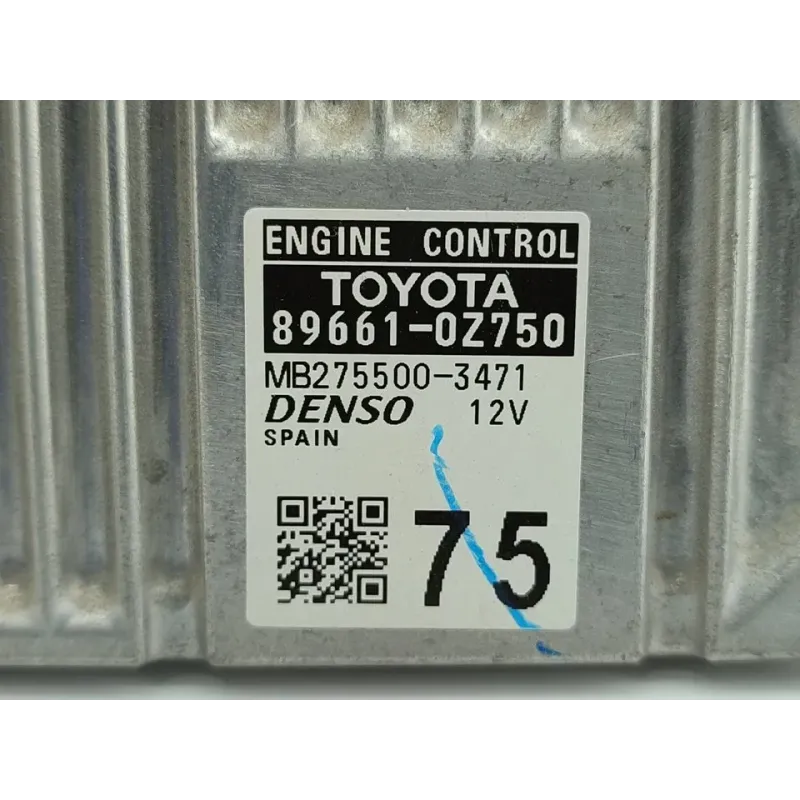 ENGINE CONTROL
TOYOTA
89661-0Z750
MB275500-3471
DENSO 12V
SPAIN
75